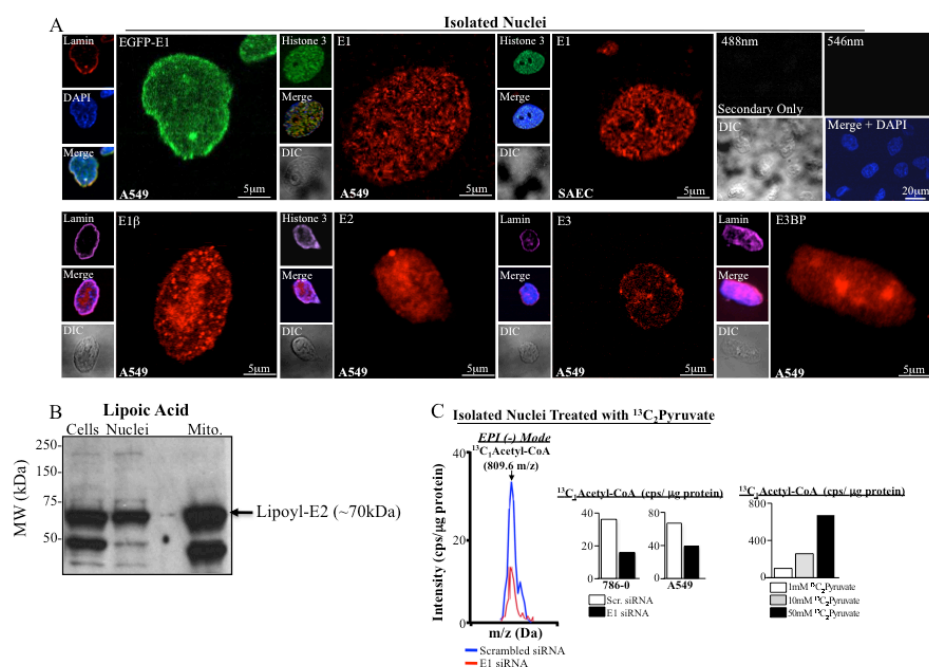 A
Isolated Nuclei
Lamin
EGFP-E1
Histone 3
E1
Histone 3
E1
488nm
546nm
DAPI
Merge
Merge
Secondary Only
Merge
DIC
DIC
DIC
Merge + DAPI
A549
5μm
A549
5μm
SAEC
5μm
20μm
Lamin
E1β
Histone 3
E2
Lamin
E3
Lamin
E3BP
Merge
Merge
Merge
Merge
DIC
DIC
DIC
DIC
A549
5μm
A549
5μm
A549
5μm
A549
5μm
B
Lipoic Acid
Cells Nuclei Mito.
MW (kDa)
250
150
75
50
Lipoyl-E2 (~70kDa)
C
Isolated Nuclei Treated with ¹³C₂Pyruvate
EPI (-) Mode
¹³C₁Acetyl-CoA
(809.6 m/z)
Intensity (cps/μg protein)
40
20
0
m/z (Da)
Scrambled siRNA
E1 siRNA
¹³C₂Acetyl-CoA (cps/ μg protein)
40
20
0
786-0
80
40
0
A549
Scr. siRNA
E1 siRNA
¹³C₂Acetyl-CoA (cps/ μg protein)
800
400
0
1mM ¹³C₂Pyruvate
10mM ¹³C₂Pyruvate
50mM ¹³C₂Pyruvate